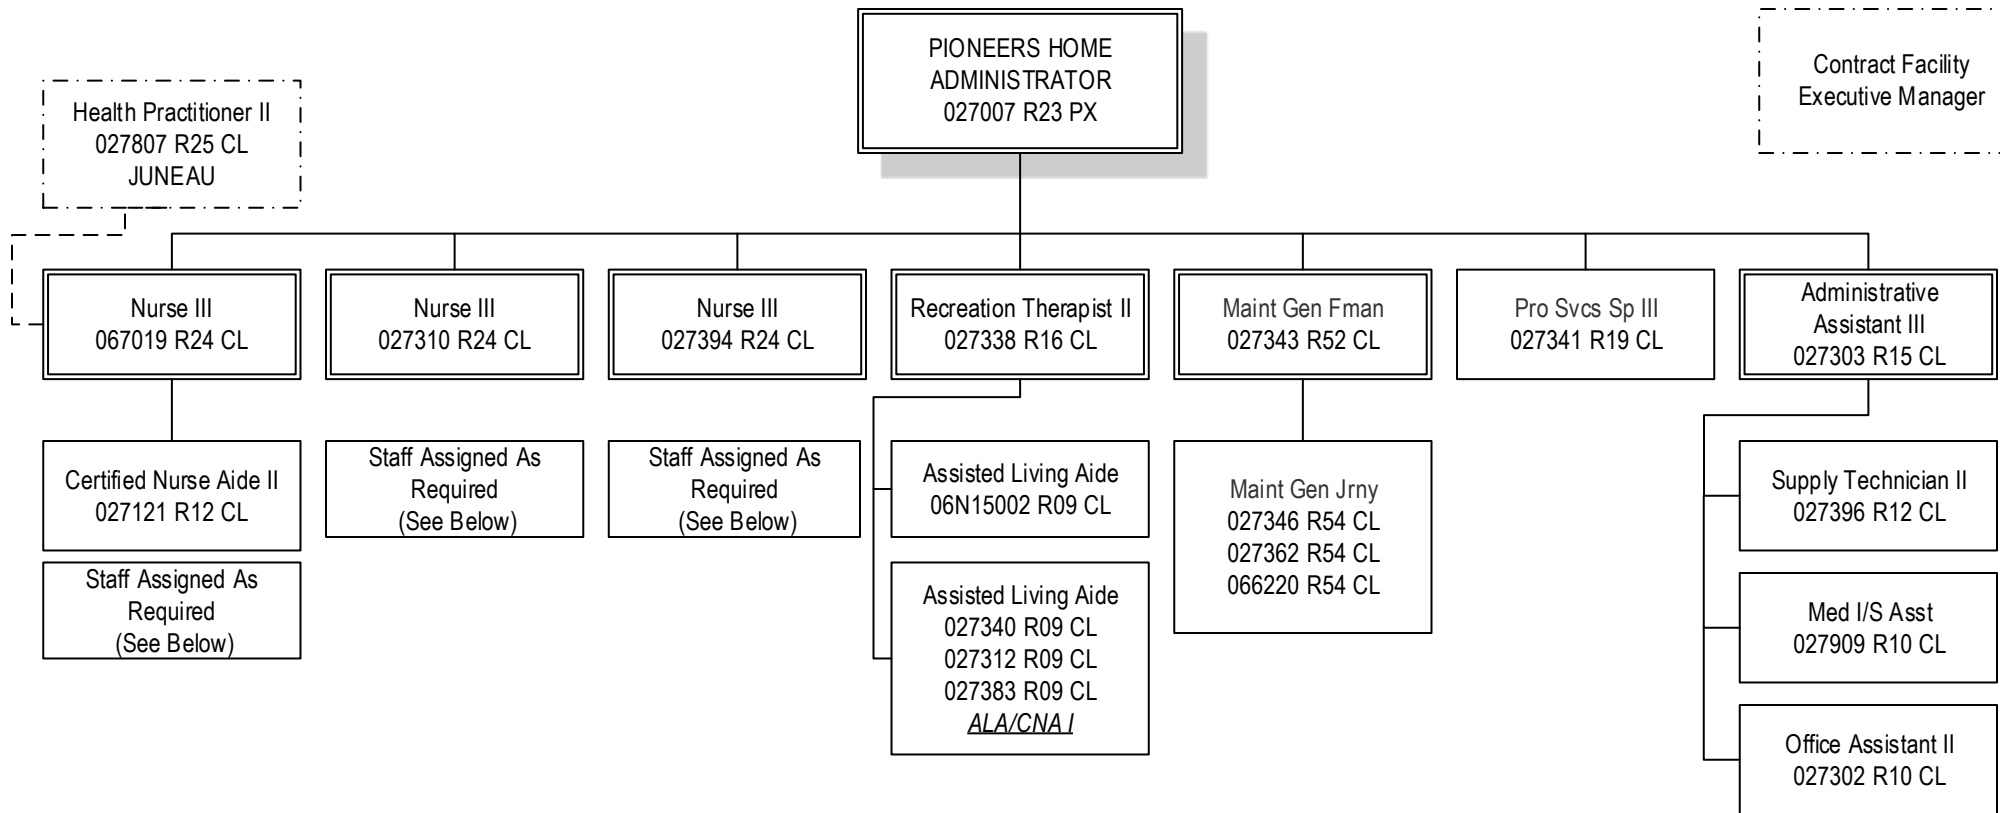 PIONEERS HOME
ADMINISTRATOR
027007 R23 PX
Contract Facility
Executive Manager
Health Practitioner II
027807 R25 CL
JUNEAU
Nurse III
067019 R24 CL
Nurse III
027310 R24 CL
Nurse III
027394 R24 CL
Recreation Therapist II
027338 R16 CL
Maint Gen Fman
027343 R52 CL
Pro Svcs Sp III
027341 R19 CL
Administrative
Assistant III
027303 R15 CL
Certified Nurse Aide II
027121 R12 CL
Staff Assigned As
Required
(See Below)
Staff Assigned As
Required
(See Below)
Staff Assigned As
Required
(See Below)
Assisted Living Aide
06N15002 R09 CL
Assisted Living Aide
027340 R09 CL
027312 R09 CL
027383 R09 CL
ALA/CNA I
Maint Gen Jrny
027346 R54 CL
027362 R54 CL
066220 R54 CL
Supply Technician II
027396 R12 CL
Med I/S Asst
027909 R10 CL
Office Assistant II
027302 R10 CL